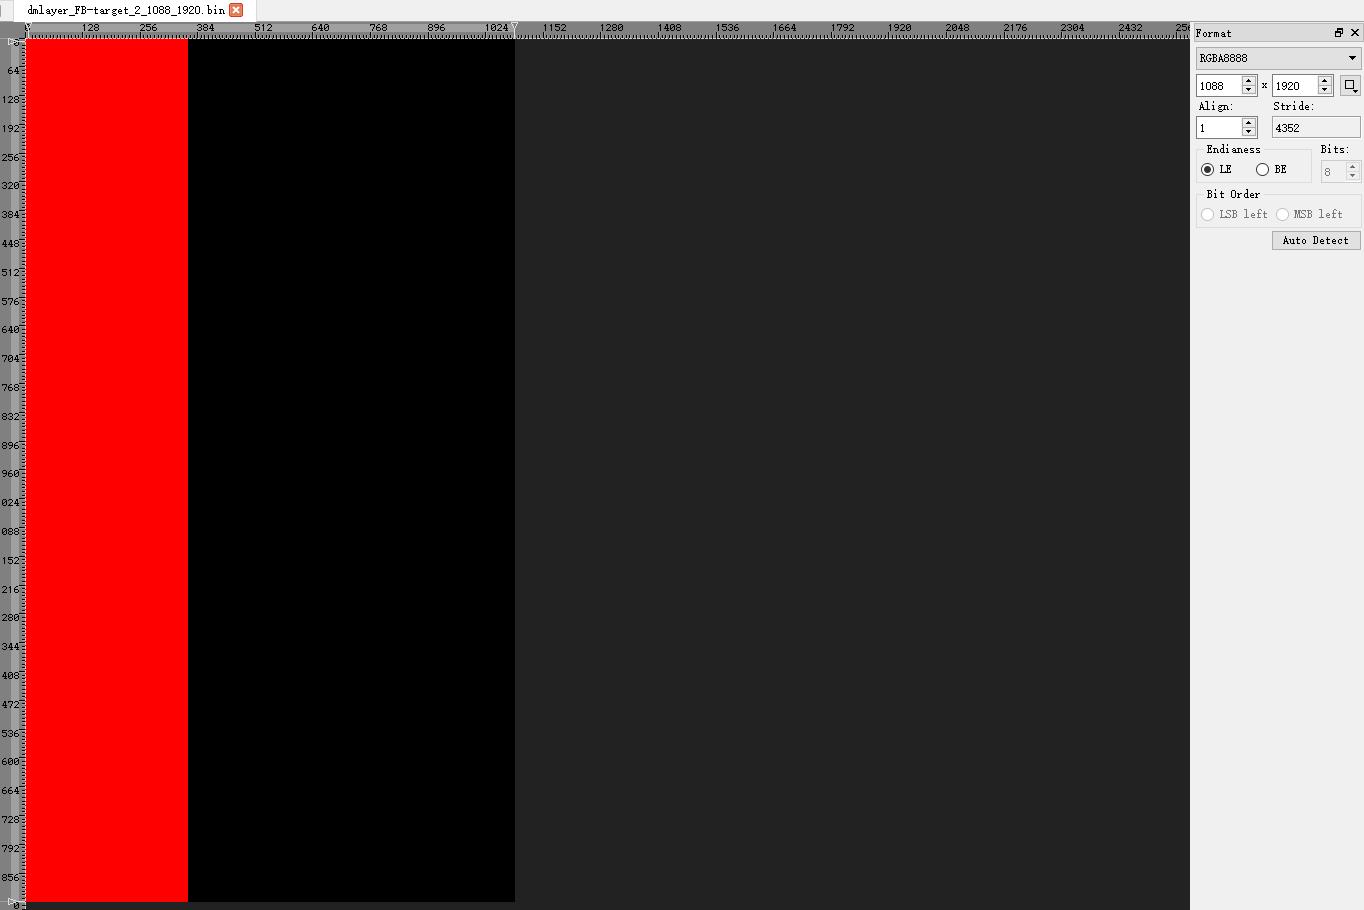 dmlayer_FB-target_2_1088_1920.bin
0 128 256 384 512 640 768 896 1024 1152 1280 1408 1536 1664 1792 1920 2048 2176 2304 2432 256
Format
RGBA8888
1088 x 1920
Align: Stride:
1 4352
Endianess Bits:
LE BE 8
Bit Order
LSB left MSB left
Auto Detect
64
128
192
256
320
384
448
512
576
640
704
768
832
896
960
024
088
152
216
280
344
408
472
536
600
664
728
792
856
0